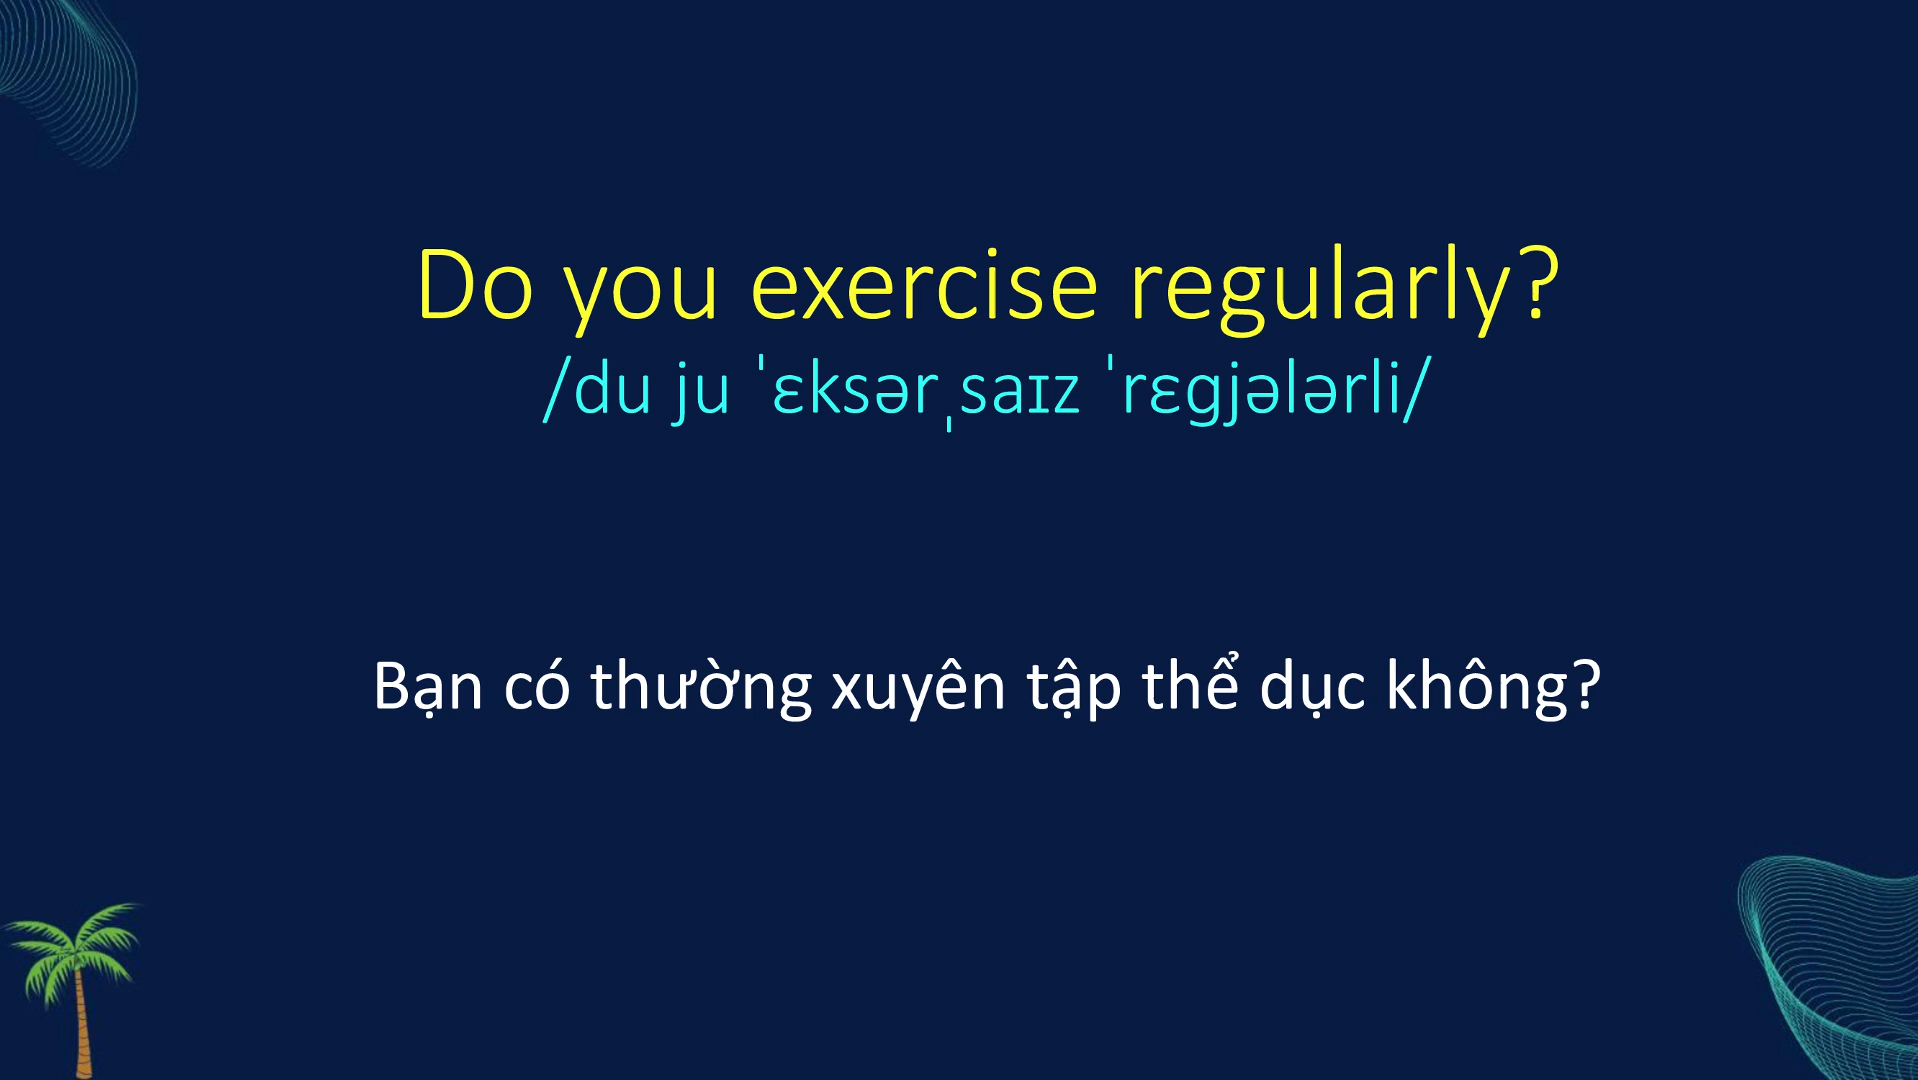 Do you exercise regularly?
/du ju ˈɛksərˌsaɪz ˈrɛgjələrli/
Bạn có thường xuyên tập thể dục không?